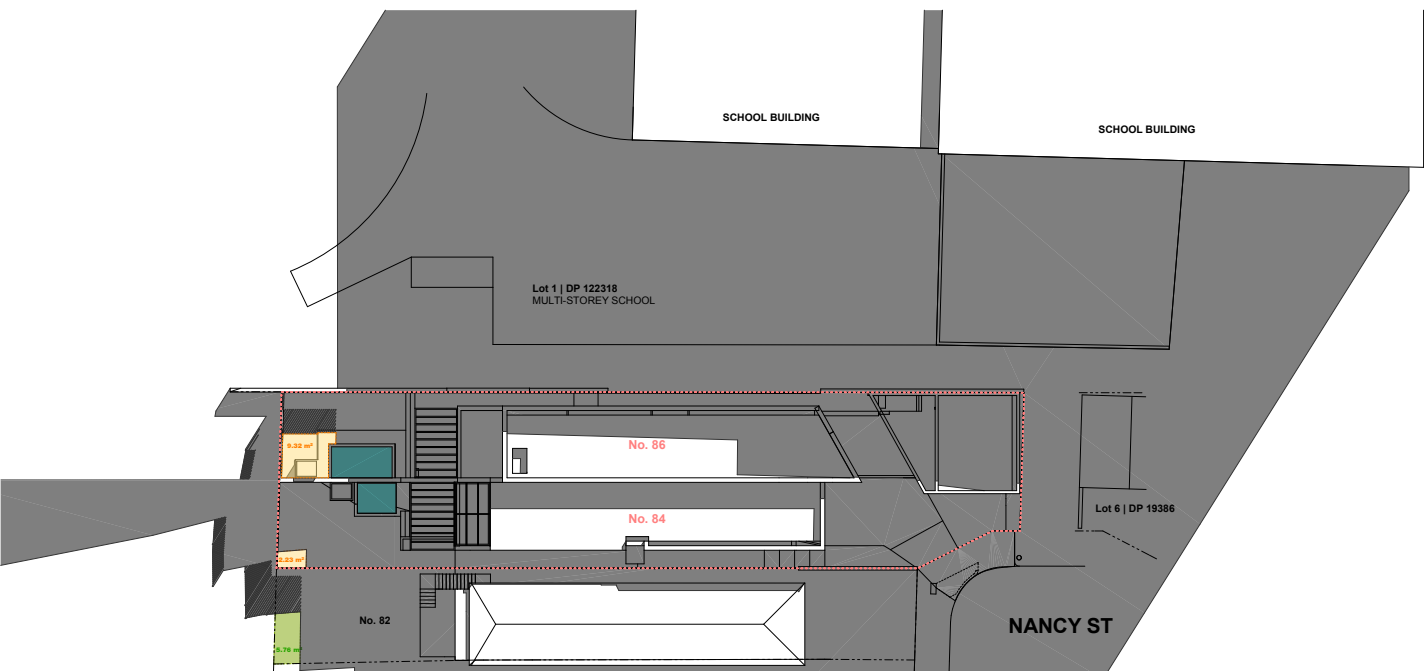 SCHOOL BUILDING
SCHOOL BUILDING
Lot 1 | DP 122318
MULTI-STOREY SCHOOL
No. 86
9.32 m²
Lot 6 | DP 19386
No. 84
2.23 m²
No. 82
NANCY ST
5.76 m²